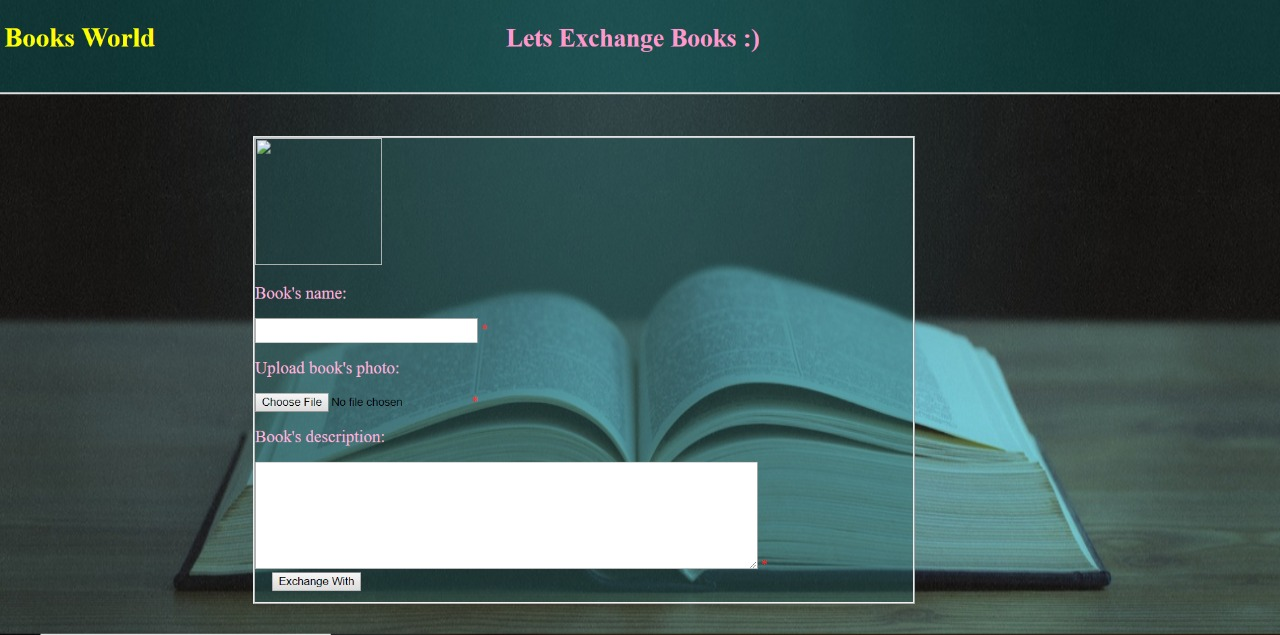 Books World
Lets Exchange Books :)
Book's name:
*
Upload book's photo:
Choose File No file chosen *
Book's description:
*
Exchange With